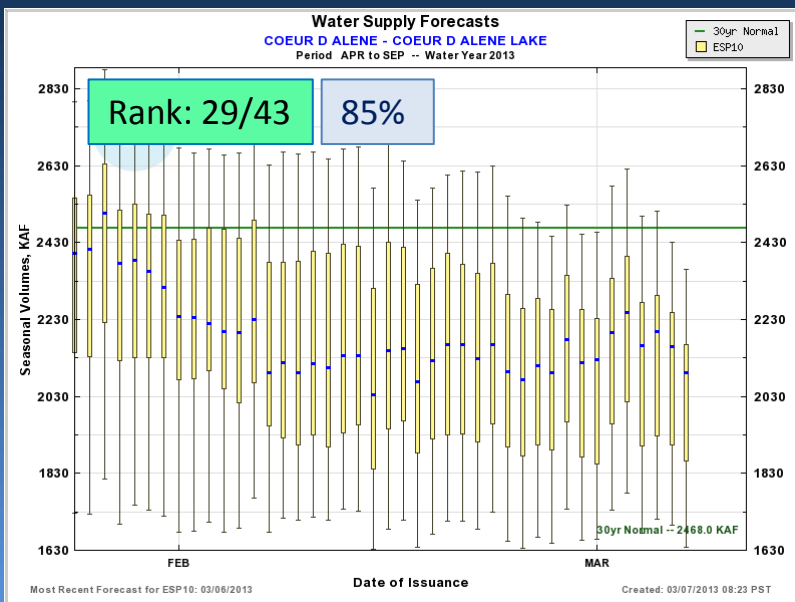 Water Supply Forecasts
COEUR D ALENE - COEUR D ALENE LAKE
Period APR to SEP -- Water Year 2013
30yr Normal
ESP10
Rank: 29/43
85%
2830
2630
2430
2230
2030
1830
1630
Seasonal Volumes, KAF
2830
2630
2430
2230
2030
1830
1630
30yr Normal -- 2468.0 KAF
FEB
MAR
Date of Issuance
Most Recent Forecast for ESP10: 03/06/2013
Created: 03/07/2013 08:23 PST